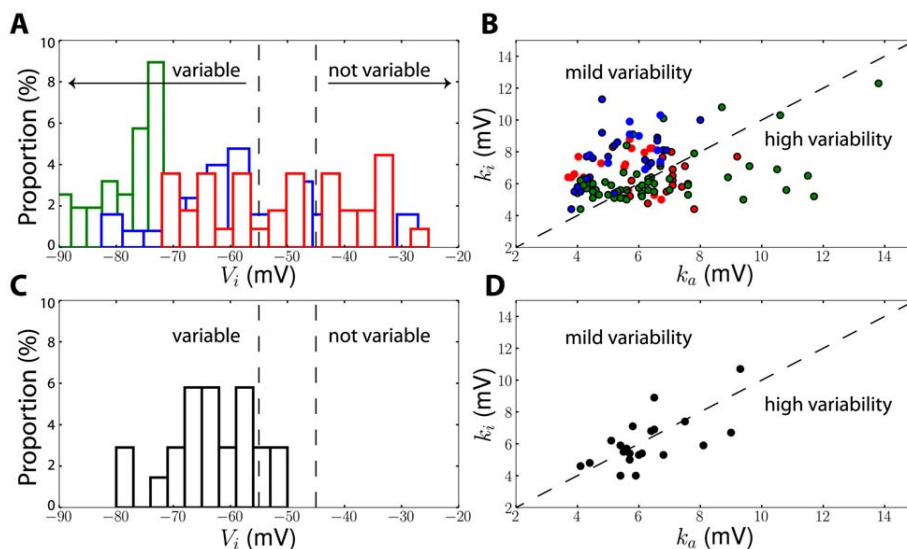 A
10
8
6
4
2
0
Proportion (%)
variable
not variable
−90 −80 −70 −60 −50 −40 −30 −20
V_i (mV)
B
14
12
10
8
6
4
2
k_i (mV)
mild variability
high variability
2 4 6 8 10 12 14
k_a (mV)
C
10
8
6
4
2
0
Proportion (%)
variable
not variable
−90 −80 −70 −60 −50 −40 −30 −20
V_i (mV)
D
14
12
10
8
6
4
2
k_i (mV)
mild variability
high variability
2 4 6 8 10 12 14
k_a (mV)